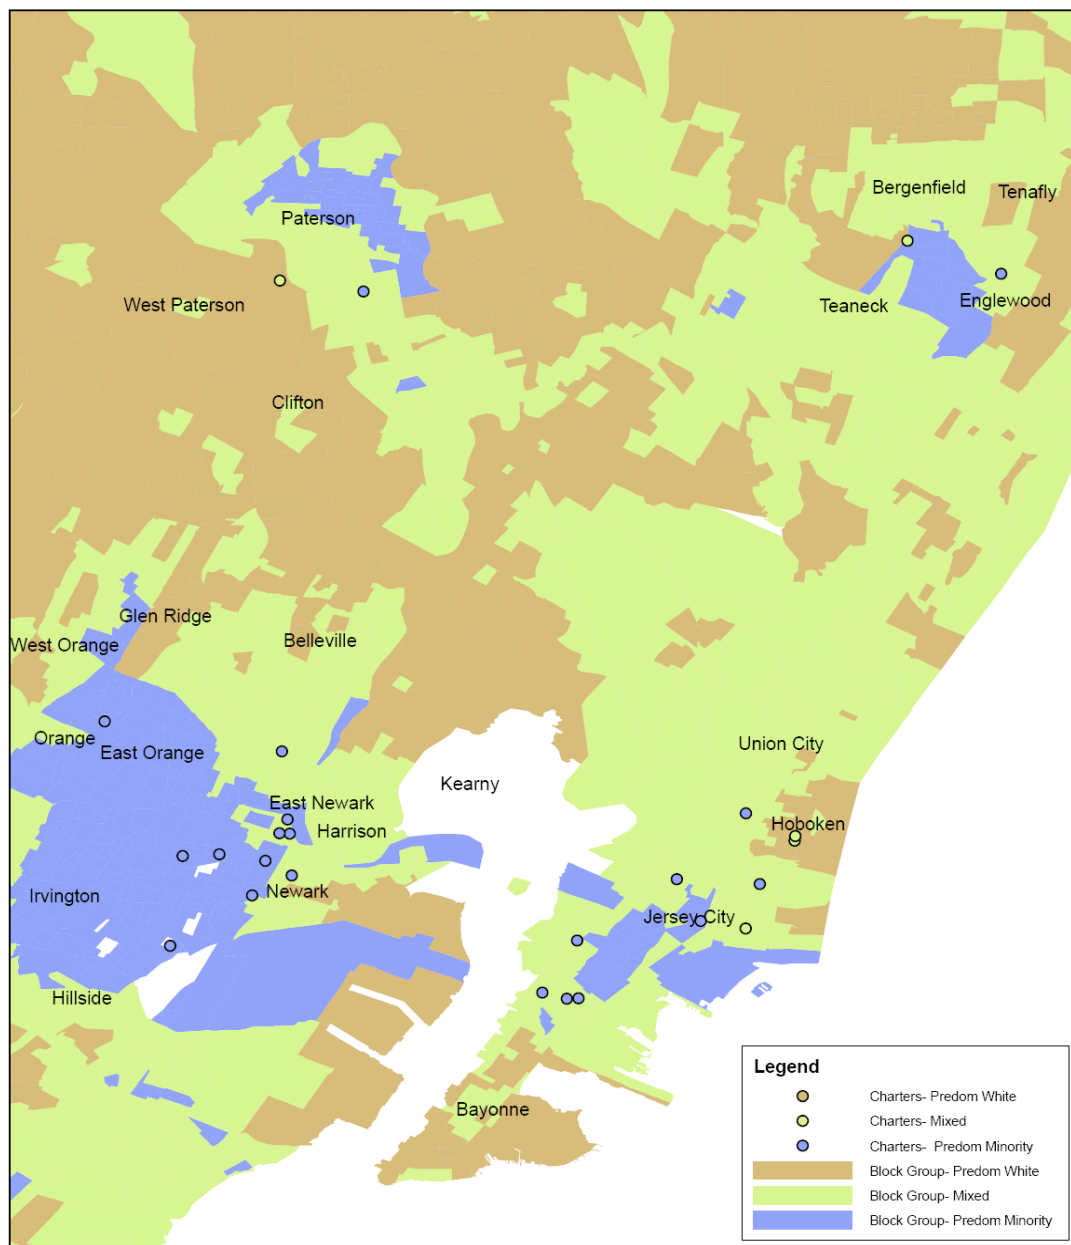 Bergenfield
Tenafly
Paterson
West Paterson
Teaneck
Englewood
Clifton
Glen Ridge
West Orange
Belleville
Orange
East Orange
Union City
Kearny
East Newark
Harrison
Hoboken
Irvington
Newark
Jersey City
Hillside
Bayonne
Legend
Charters- Predom White
Charters- Mixed
Charters-  Predom Minority
Block Group- Predom White
Block Group- Mixed
Block Group- Predom Minority